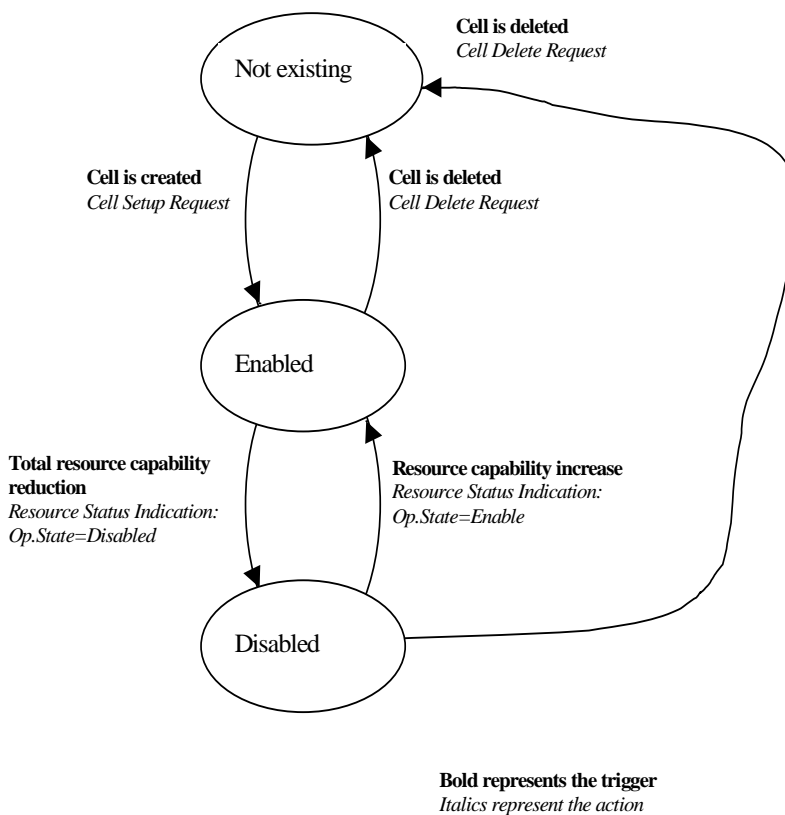 Cell is deleted
Cell Delete Request
Not existing
Cell is created
Cell Setup Request
Cell is deleted
Cell Delete Request
Enabled
Total resource capability
reduction
Resource Status Indication:
Op.State=Disabled
Resource capability increase
Resource Status Indication:
Op.State=Enable
Disabled
Bold represents the trigger
Italics represent the action